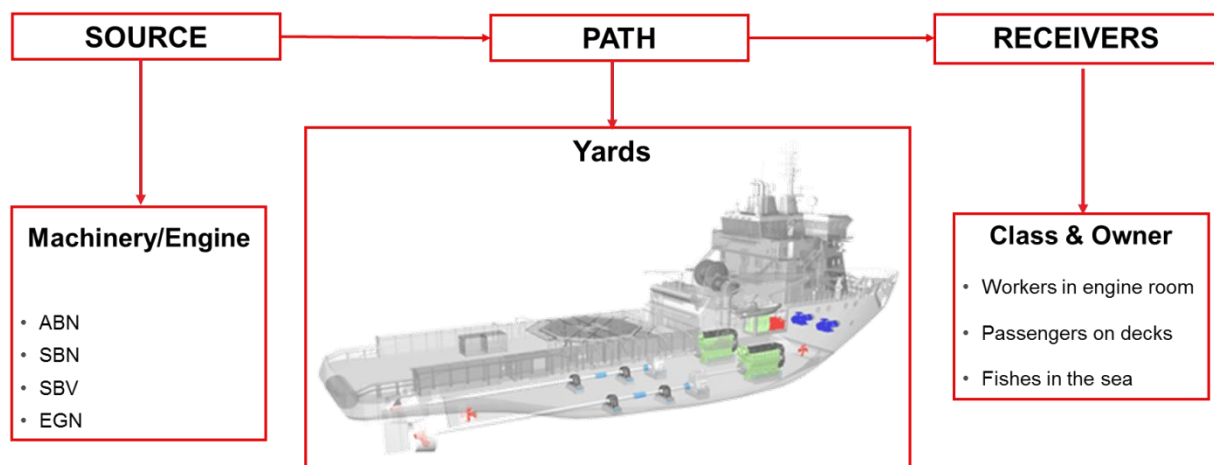 SOURCE
PATH
RECEIVERS
Yards
Machinery/Engine
• ABN
• SBN
• SBV
• EGN
Class & Owner
• Workers in engine room
• Passengers on decks
• Fishes in the sea